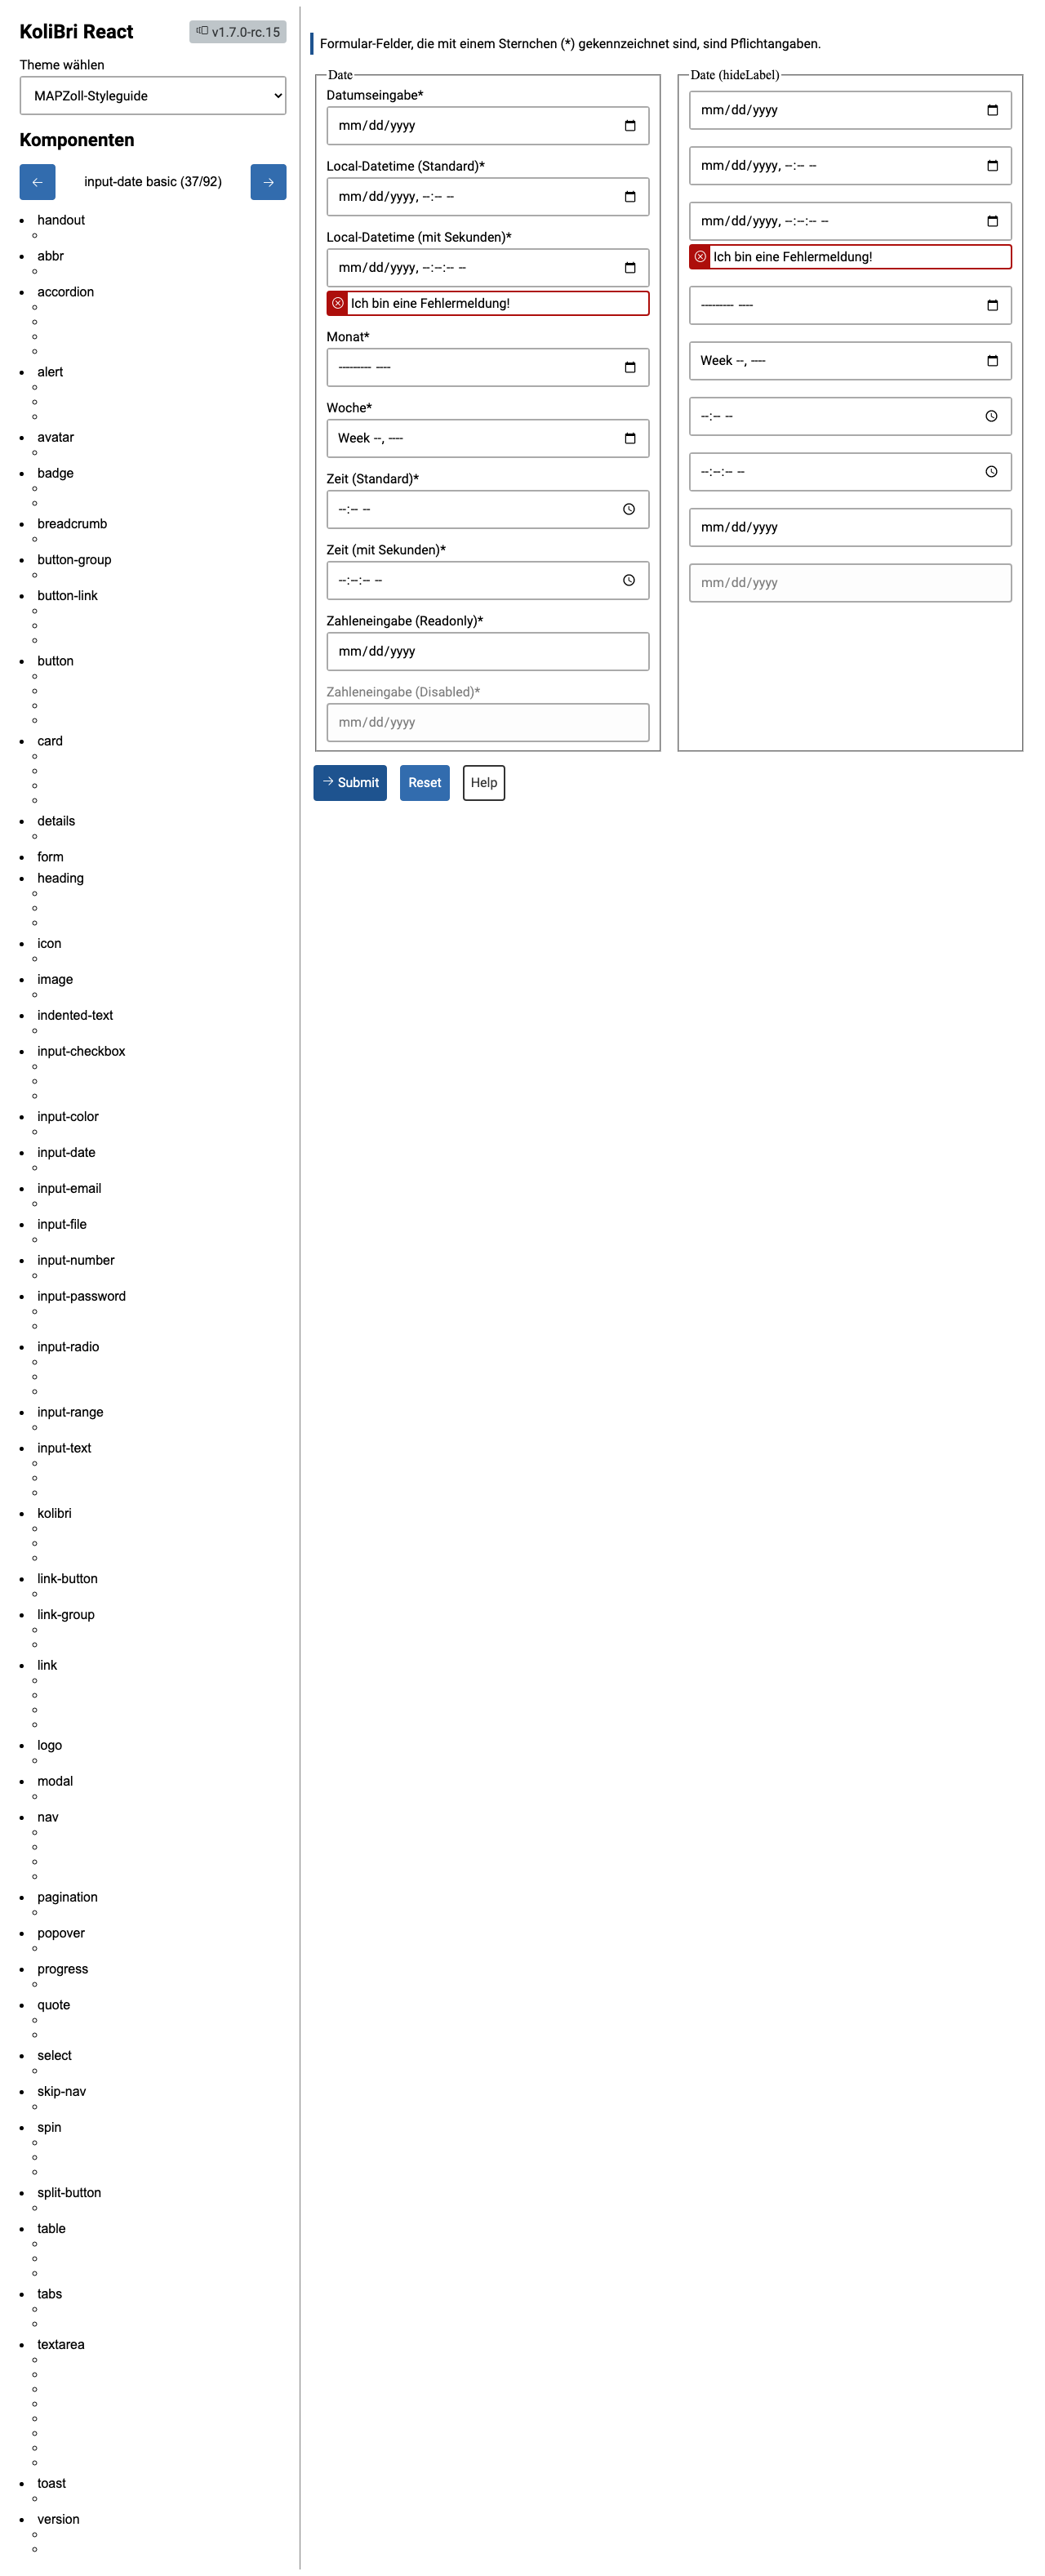 KoliBri React
v1.7.0-rc.15
Theme wählen
MAPZoll-Styleguide
Komponenten
input-date basic (37/92)
handout
abbr
accordion
alert
avatar
badge
breadcrumb
button-group
button-link
button
card
details
form
heading
icon
image
indented-text
input-checkbox
input-color
input-date
input-email
input-file
input-number
input-password
input-radio
input-range
input-text
kolibri
link-button
link-group
link
logo
modal
nav
pagination
popover
progress
quote
select
skip-nav
spin
split-button
table
tabs
textarea
toast
version
Formular-Felder, die mit einem Sternchen (*) gekennzeichnet sind, sind Pflichtangaben.
Date
Datumseingabe*
mm/dd/yyyy
Local-Datetime (Standard)*
mm/dd/yyyy, --:-- --
Local-Datetime (mit Sekunden)*
mm/dd/yyyy, --:--:-- --
Ich bin eine Fehlermeldung!
Monat*
--------- ----
Woche*
Week --, ----
Zeit (Standard)*
--:-- --
Zeit (mit Sekunden)*
--:--:-- --
Zahleneingabe (Readonly)*
mm/dd/yyyy
Zahleneingabe (Disabled)*
mm/dd/yyyy
Date (hideLabel)
mm/dd/yyyy
mm/dd/yyyy, --:-- --
mm/dd/yyyy, --:--:-- --
Ich bin eine Fehlermeldung!
--------- ----
Week --, ----
--:-- --
--:--:-- --
mm/dd/yyyy
mm/dd/yyyy
Submit
Reset
Help